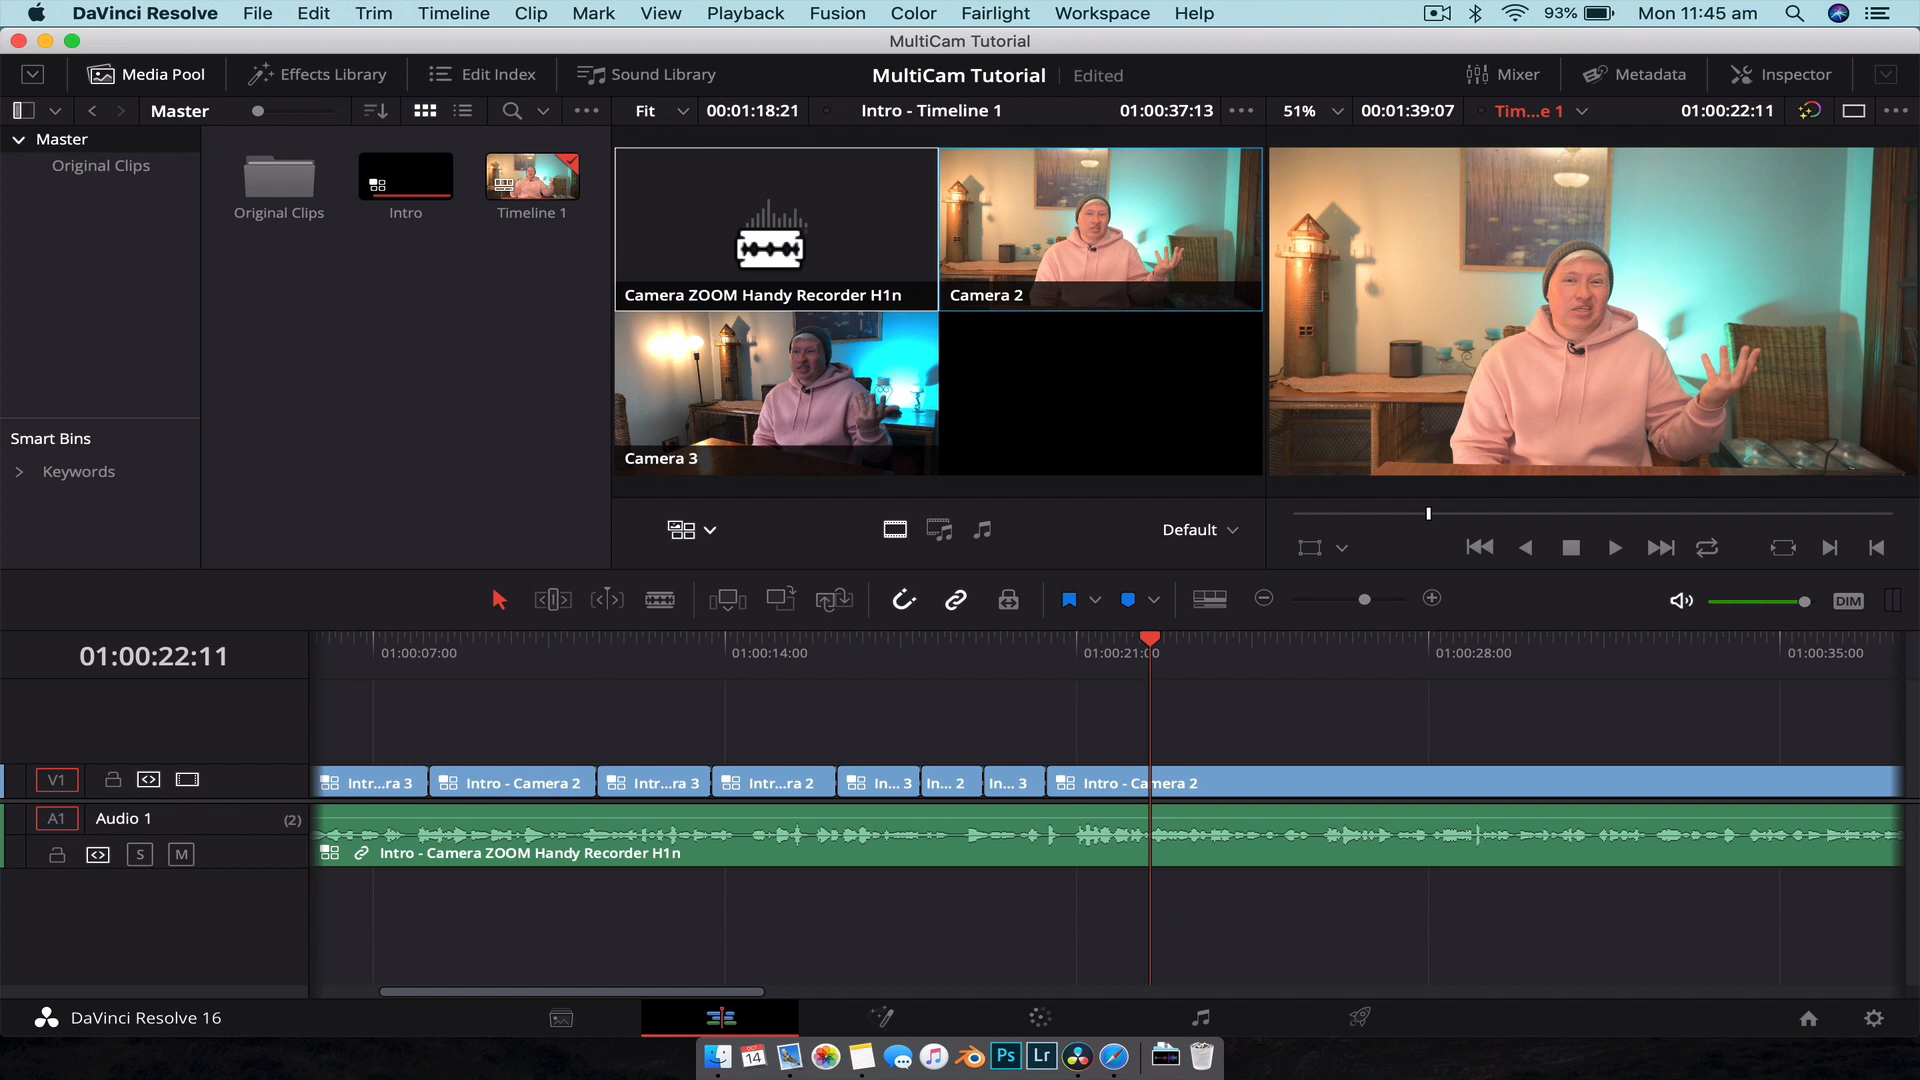 DaVinci Resolve File Edit Trim Timeline Clip Mark View Playback Fusion Color Fairlight Workspace Help 93% Mon 11:45 am
MultiCam Tutorial
Media Pool Effects Library Edit Index Sound Library MultiCam Tutorial Edited Mixer Metadata Inspector
Master Fit 00:01:18:21 Intro - Timeline 1 01:00:37:13 51% 00:01:39:07 Tim...e 1 01:00:22:11
Master
Original Clips
Original Clips Intro Timeline 1
Camera ZOOM Handy Recorder H1n Camera 2
Camera 3
Smart Bins
Keywords
Default
DIM
01:00:22:11
01:00:07:00 01:00:14:00 01:00:21:00 01:00:28:00 01:00:35:00
V1 Intr...ra 3 Intro - Camera 2 Intr...ra 3 Intr...ra 2 In... 3 In... 2 In... 3 Intro - Camera 2
A1 Audio 1 (2)
S M Intro - Camera ZOOM Handy Recorder H1n
DaVinci Resolve 16
OCT
14 Ps Lr